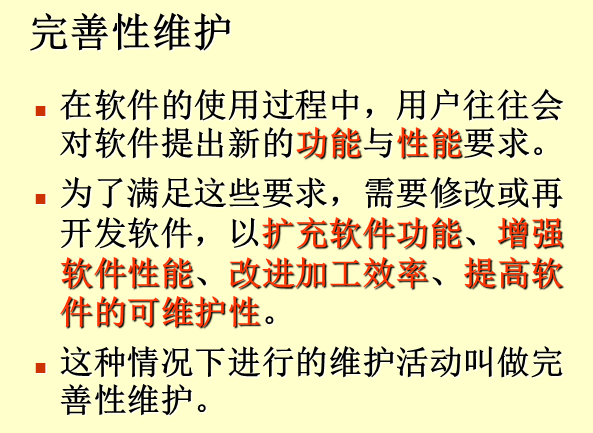 完善性维护
在软件的使用过程中，用户往往会
对软件提出新的功能与性能要求。
为了满足这些要求，需要修改或再
开发软件，以扩充软件功能、增强
软件性能、改进加工效率、提高软
件的可维护性。
这种情况下进行的维护活动叫做完
善性维护。